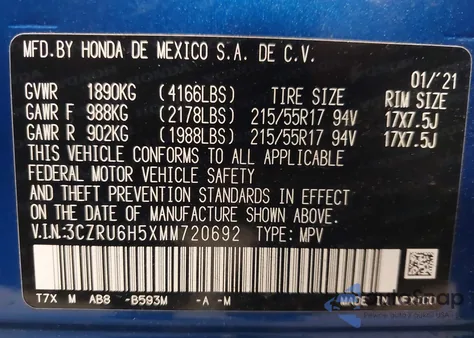 MFD.BY HONDA DE MEXICO S.A. DE C.V.
01/'21
GVWR 1890KG (4166LBS) TIRE SIZE RIM SIZE
GAWR F 988KG (2178LBS) 215/55R17 94V 17X7.5J
GAWR R 902KG (1988LBS) 215/55R17 94V 17X7.5J
THIS VEHICLE CONFORMS TO ALL APPLICABLE
FEDERAL MOTOR VEHICLE SAFETY
AND THEFT PREVENTION STANDARDS IN EFFECT
ON THE DATE OF MANUFACTURE SHOWN ABOVE.
V.I.N:3CZRU6H5XMM720692 TYPE: MPV
T7X M AB8 -B593M -A -M
MADE IN MEXICO